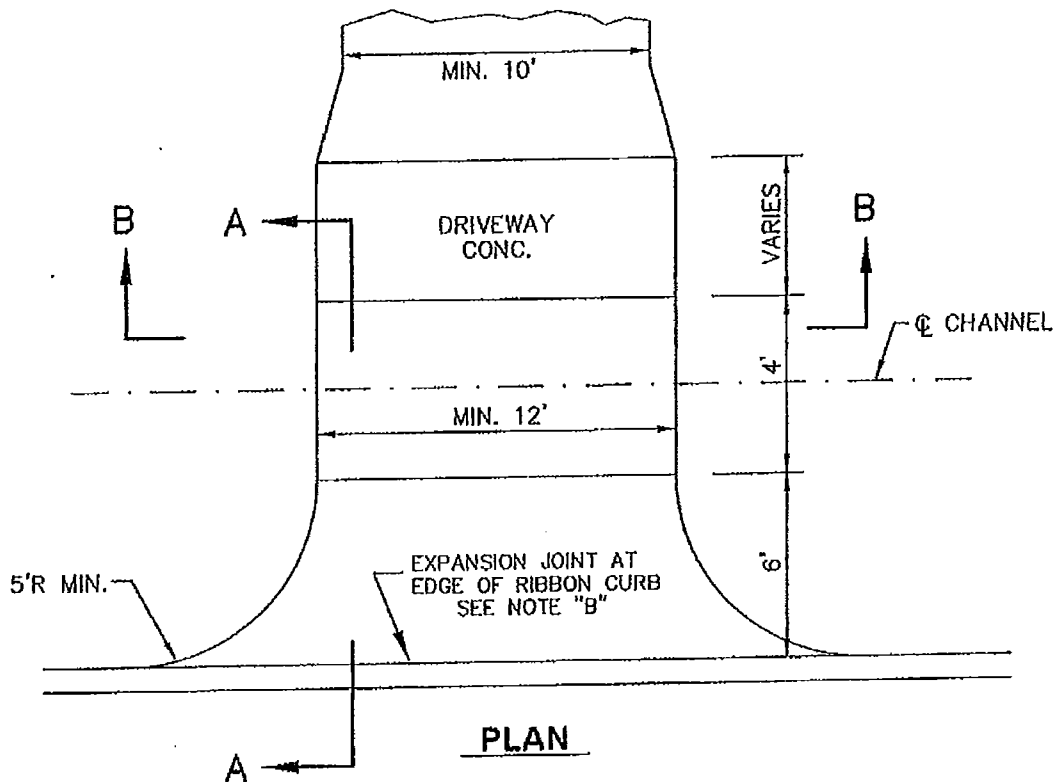 MIN. 10'
B
A
DRIVEWAY
CONC.
VARIES
B
℄ CHANNEL
4'
MIN. 12'
6'
5'R MIN.
EXPANSION JOINT AT
EDGE OF RIBBON CURB
SEE NOTE "B"
PLAN
A